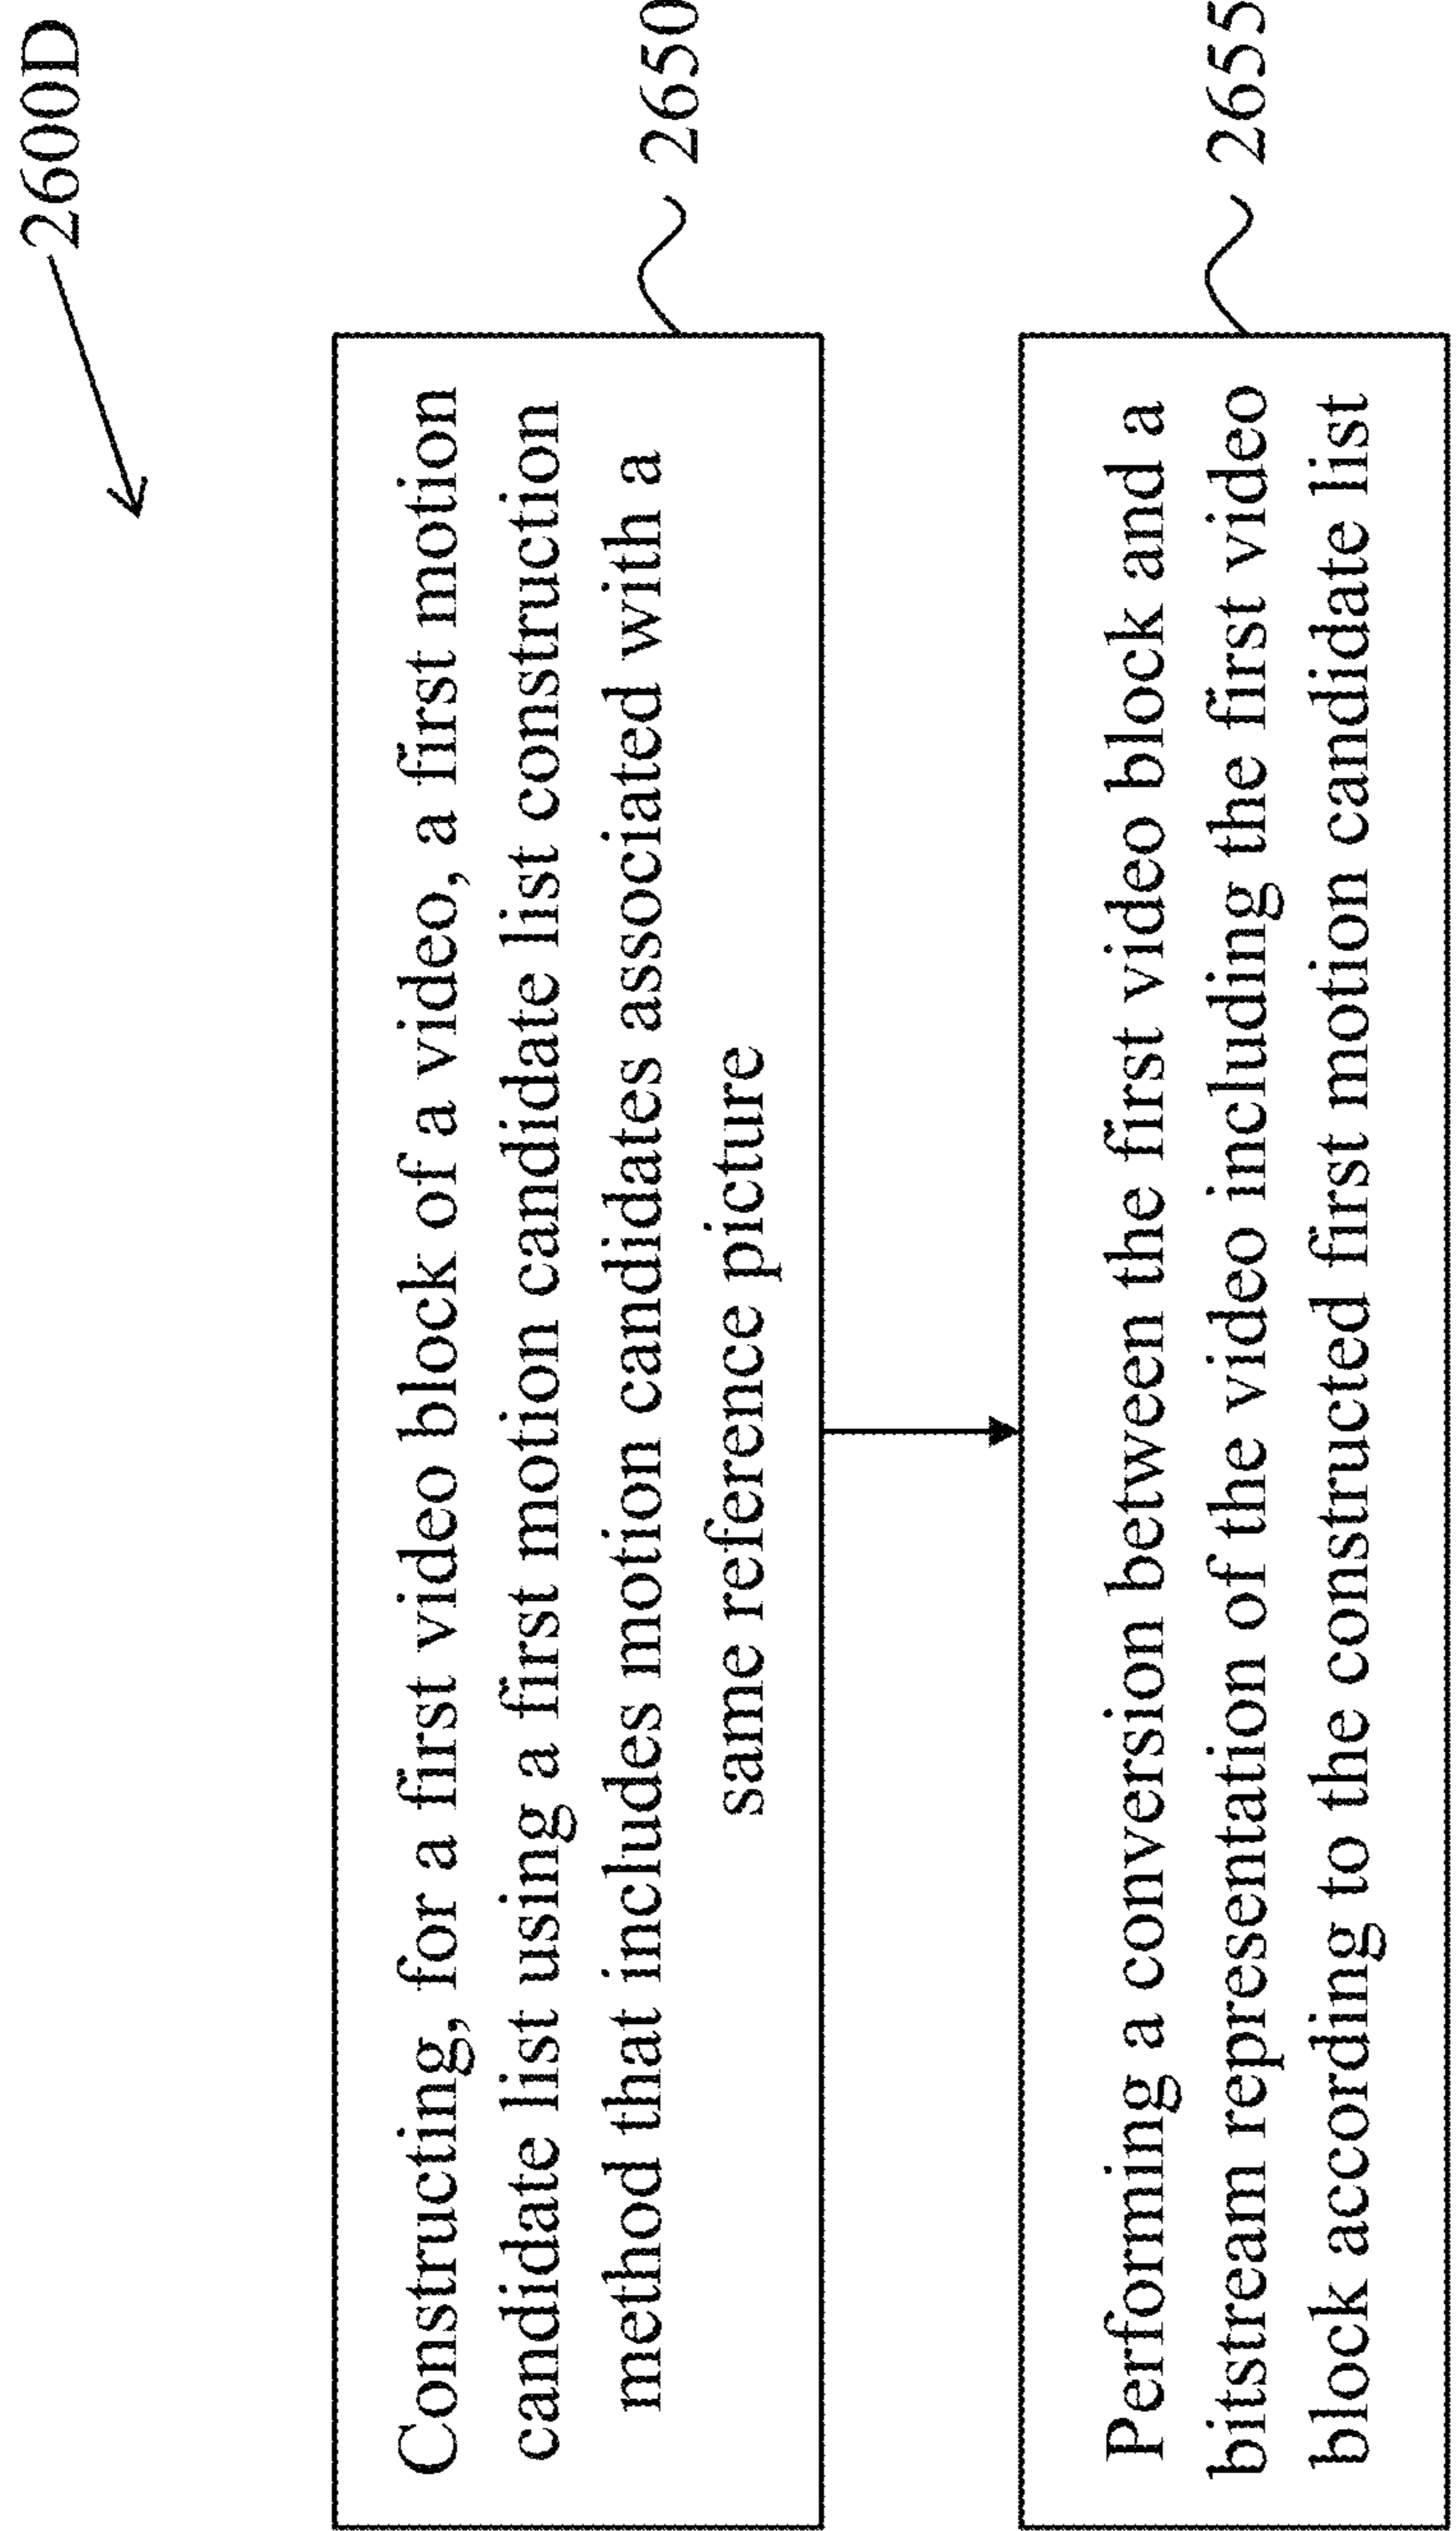 2600D
Constructing, for a first video block of a video, a first motion
candidate list using a first motion candidate list construction
method that includes motion candidates associated with a
same reference picture
2650
Performing a conversion between the first video block and a
bitstream representation of the video including the first video
block according to the constructed first motion candidate list
2655